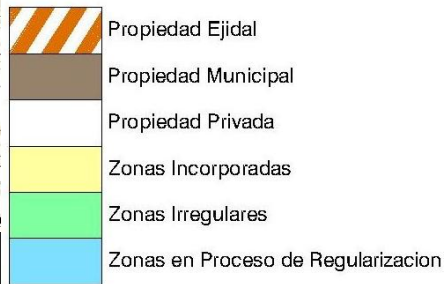 Propiedad Ejidal
Propiedad Municipal
Propiedad Privada
Zonas Incorporadas
Zonas Irregulares
Zonas en Proceso de Regularizacion